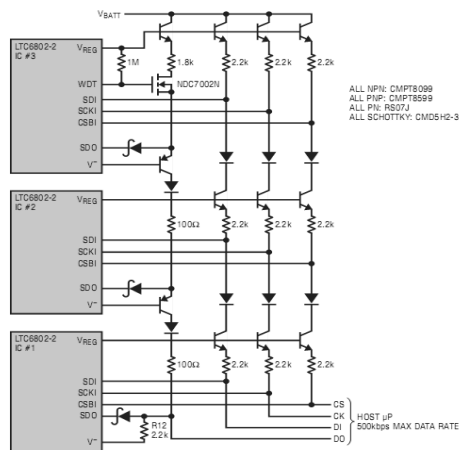 VBATT
LTC6802-2
IC #3
VREG
1M
1.8k
2.2k
2.2k
2.2k
WDT
NDC7002N
SDI
SCKI
CSBI
SDO
V–
ALL NPN: CMPT8099
ALL PNP: CMPT8599
ALL PN: RS07J
ALL SCHOTTKY: CMD5H2-3
LTC6802-2
IC #2
VREG
100Ω
2.2k
2.2k
2.2k
SDI
SCKI
CSBI
SDO
V–
LTC6802-2
IC #1
VREG
100Ω
2.2k
2.2k
2.2k
SDI
SCKI
CSBI
SDO
R12
2.2k
V–
CS
CK
DI
DO
HOST µP
500kbps MAX DATA RATE